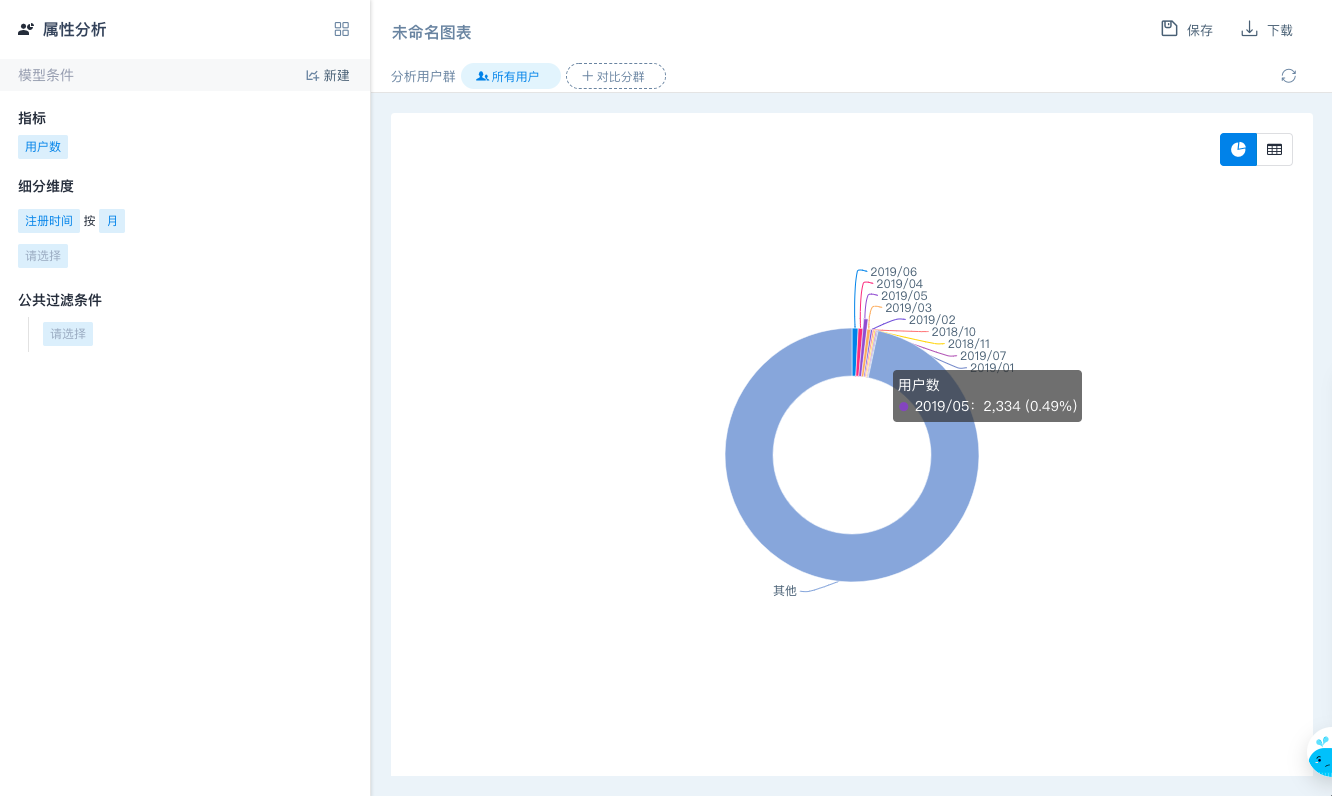 属性分析
模型条件
新建
指标
用户数
细分维度
注册时间 按 月
请选择
公共过滤条件
请选择
未命名图表
保存
下载
分析用户群 所有用户 对比分群
2019/06
2019/04
2019/05
2019/03
2019/02
2018/10
2018/11
2019/07
2019/01
用户数
2019/05： 2,334 (0.49%)
其他